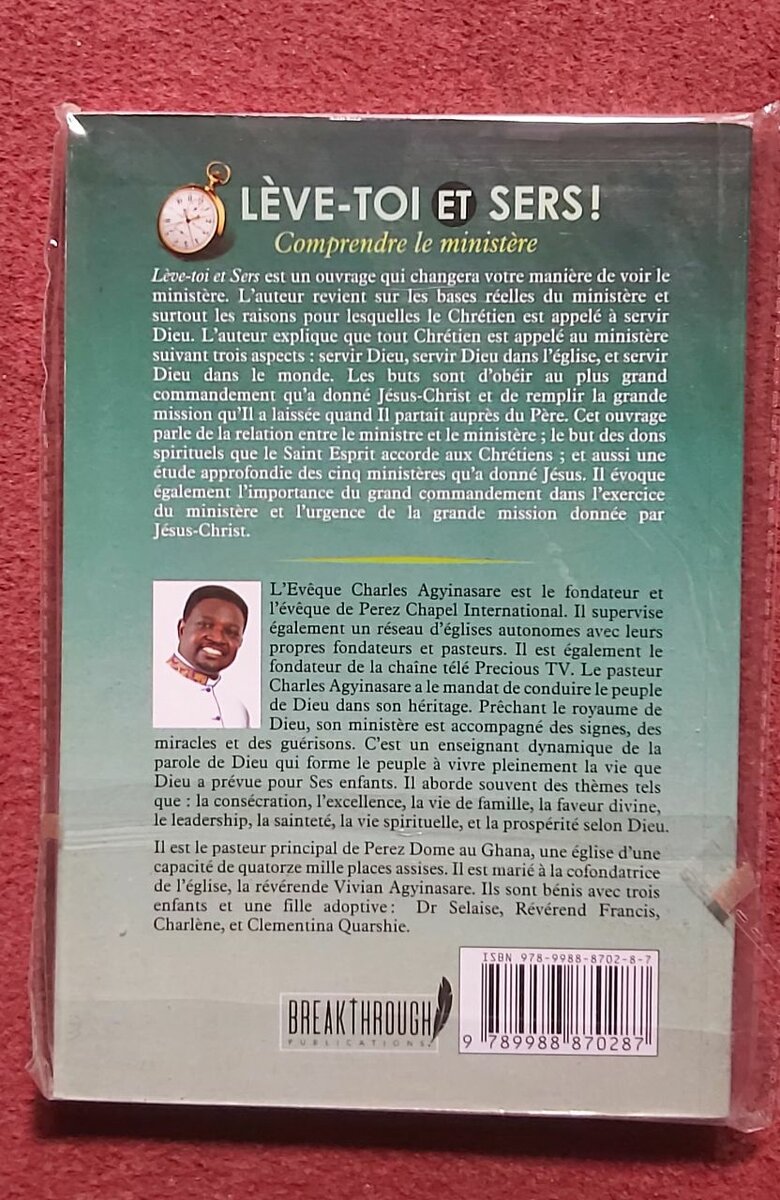 LÈVE-TOI ET SERS!
Comprendre le ministère
Lève-toi et Sers est un ouvrage qui changera votre manière de voir le
ministère. L'auteur revient sur les bases réelles du ministère et
surtout les raisons pour lesquelles le Chrétien est appelé à servir
Dieu. L'auteur explique que tout Chrétien est appelé au ministère
suivant trois aspects : servir Dieu, servir Dieu dans l'église, et servir
Dieu dans le monde. Les buts sont d'obéir au plus grand
commandement qu'a donné Jésus-Christ et de remplir la grande
mission qu'Il a laissée quand Il partait auprès du Père. Cet ouvrage
parle de la relation entre le ministre et le ministère ; le but des dons
spirituels que le Saint Esprit accorde aux Chrétiens ; et aussi une
étude approfondie des cinq ministères qu'a donné Jésus. Il évoque
également l'importance du grand commandement dans l'exercice
du ministère et l'urgence de la grande mission donnée par
Jésus-Christ.
L'Evêque Charles Agyinasare est le fondateur et
l'évêque de Perez Chapel International. Il supervise
également un réseau d'églises autonomes avec leurs
propres fondateurs et pasteurs. Il est également le
fondateur de la chaîne télé Precious TV. Le pasteur
Charles Agyinasare a le mandat de conduire le peuple
de Dieu dans son héritage. Prêchant le royaume de
Dieu, son ministère est accompagné des signes, des
miracles et des guérisons. C'est un enseignant dynamique de la
parole de Dieu qui forme le peuple à vivre pleinement la vie que
Dieu a prévue pour Ses enfants. Il aborde souvent des thèmes tels
que : la consécration, l'excellence, la vie de famille, la faveur divine,
le leadership, la sainteté, la vie spirituelle, et la prospérité selon Dieu.
Il est le pasteur principal de Perez Dome au Ghana, une église d'une
capacité de quatorze mille places assises. Il est marié à la cofondatrice
de l'église, la révérende Vivian Agyinasare. Ils sont bénis avec trois
enfants et une fille adoptive : Dr Selaise, Révérend Francis,
Charlène, et Clementina Quarshie.
ISBN 978-9988-8702-8-7
BREAKTHROUGH
PUBLICATIONS
9 789988 870287